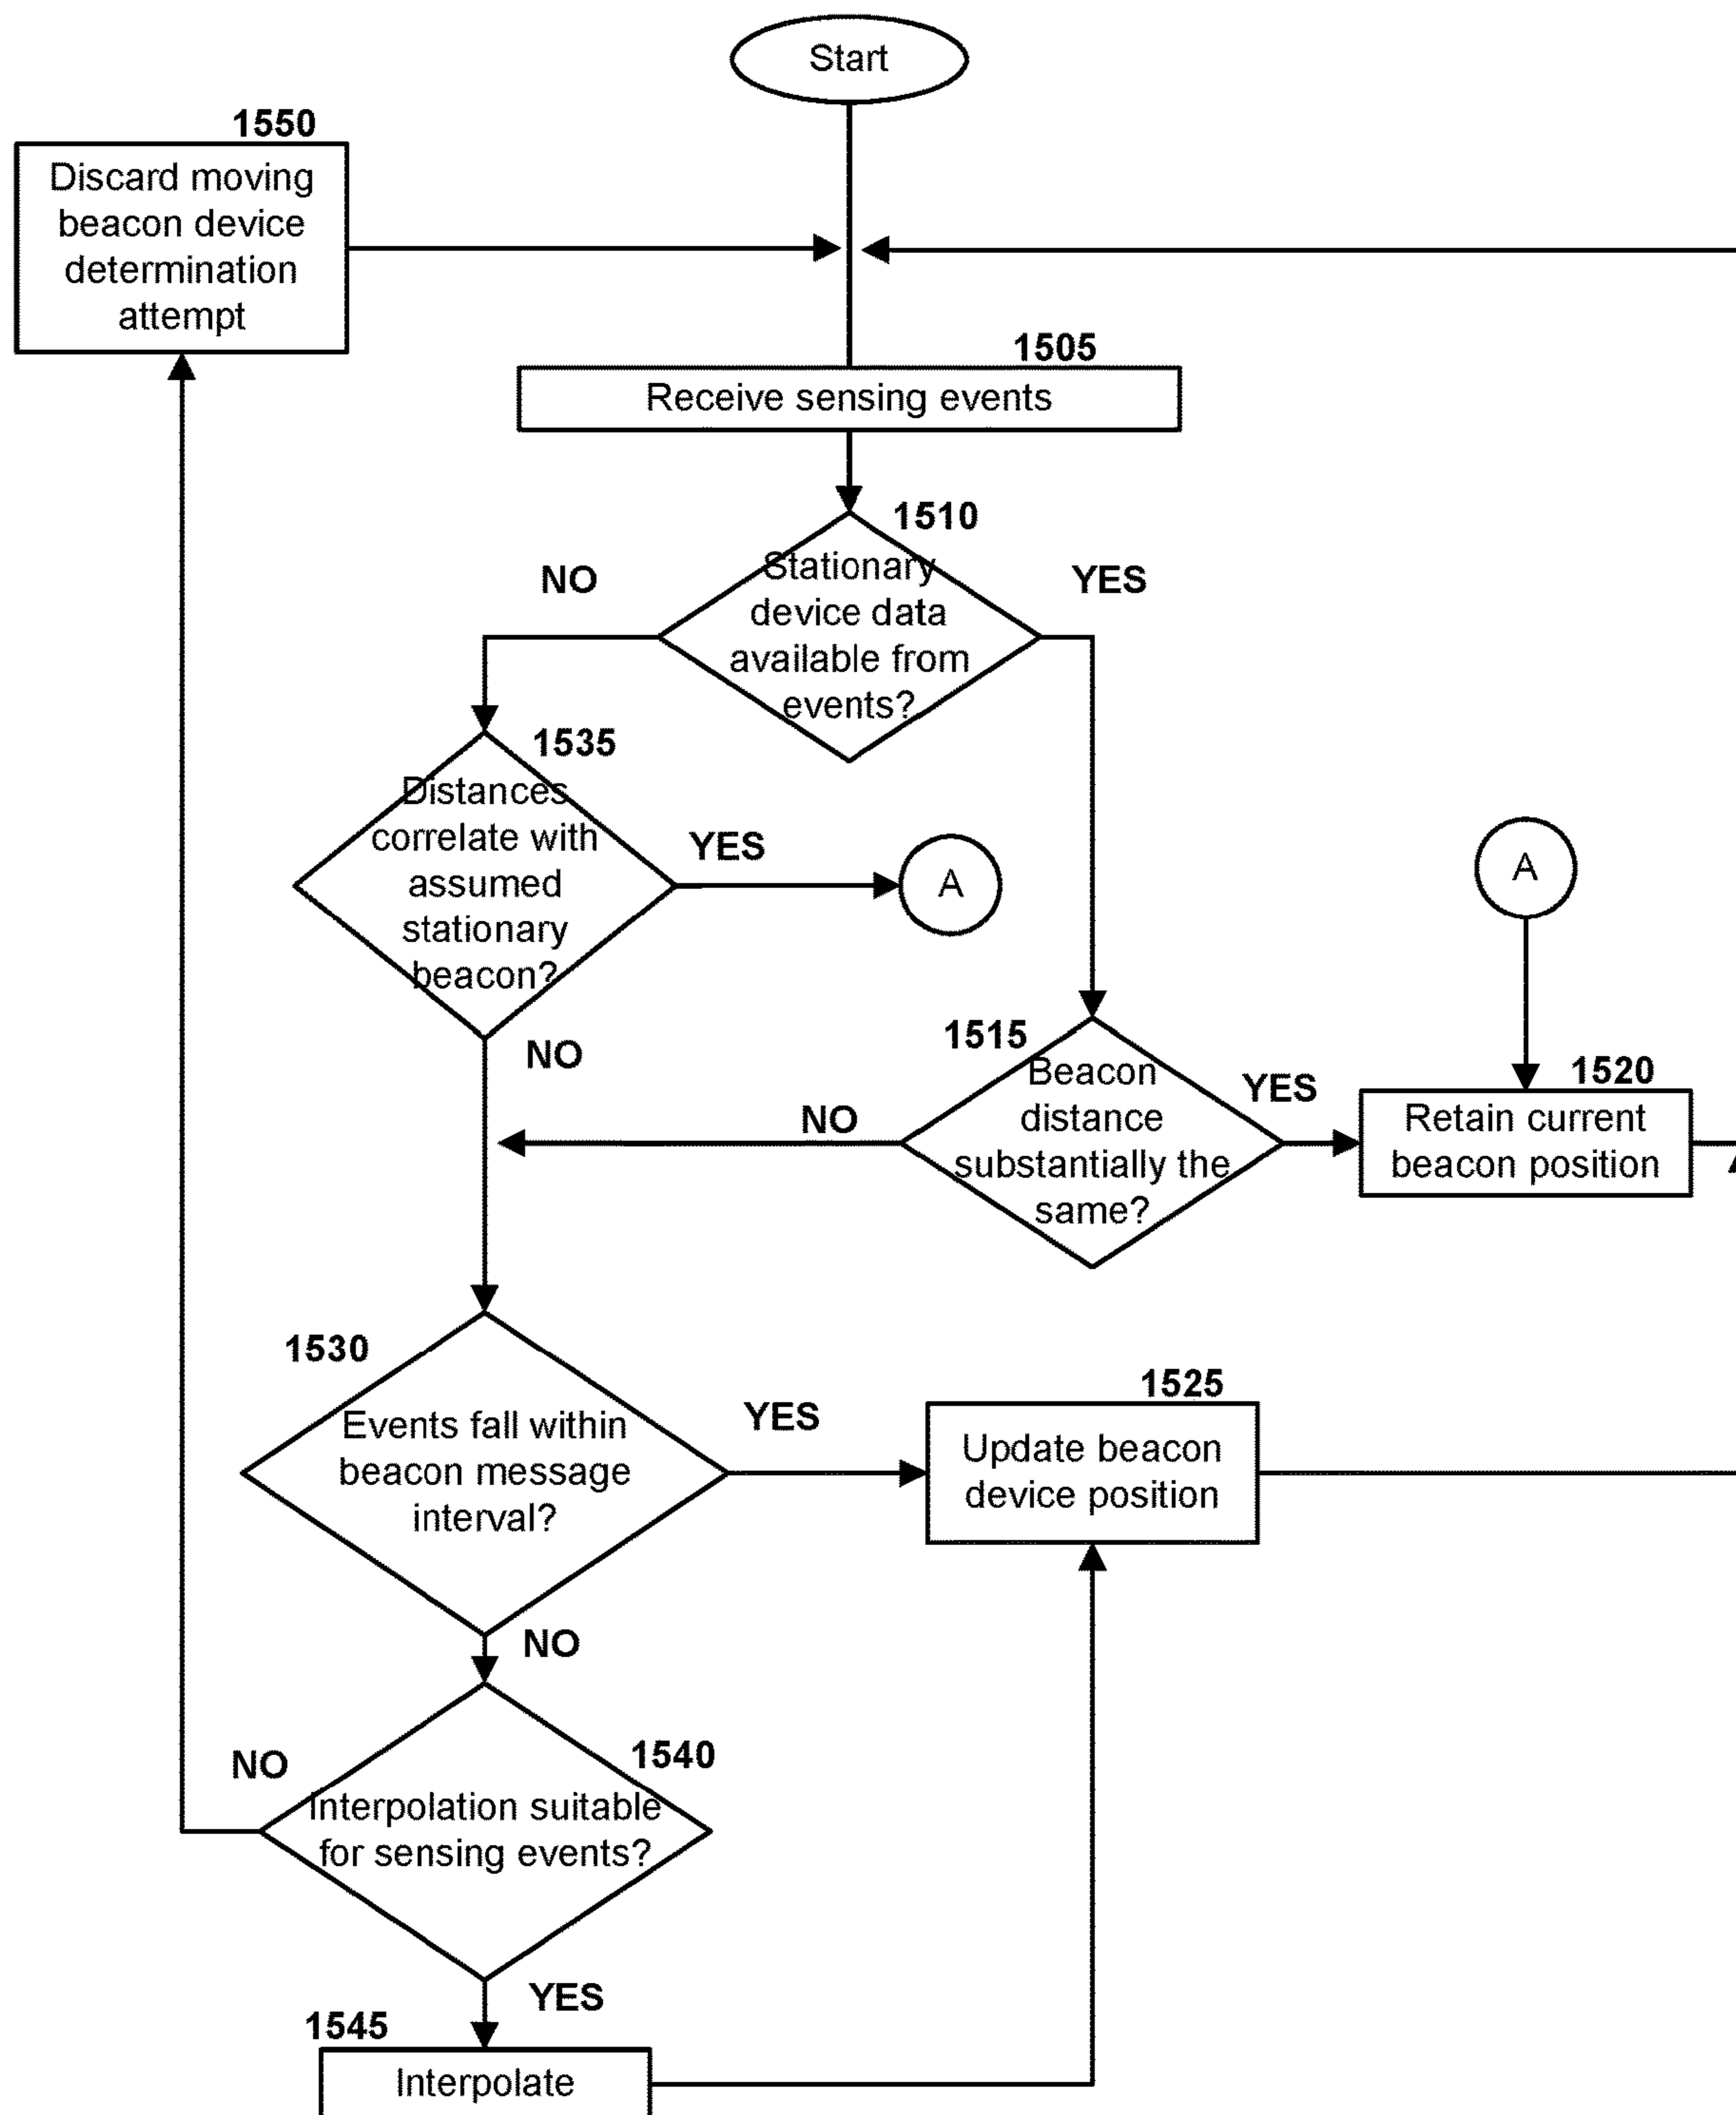 Start
1550
Discard moving
beacon device
determination
attempt
1505
Receive sensing events
1510
NO
YES
Stationary
device data
available from
events?
1535
Distances
correlate with
assumed
stationary
beacon?
YES
A
A
NO
1515
Beacon
distance
substantially the
same?
NO
YES
1520
Retain current
beacon position
1530
Events fall within
beacon message
interval?
YES
1525
Update beacon
device position
NO
1540
NO
Interpolation suitable
for sensing events?
YES
1545
Interpolate